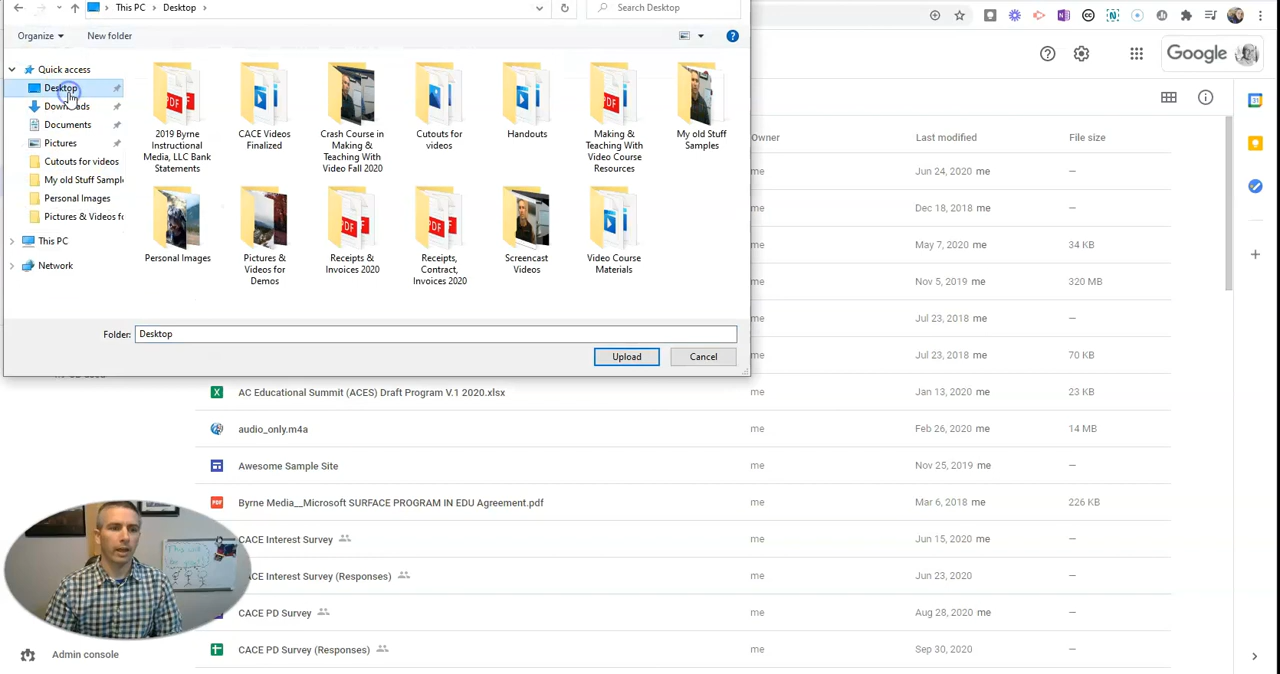 This PC > Desktop >
Search Desktop
Organize
New folder
Quick access
Desktop
Downloads
Documents
Pictures
Cutouts for videos
My old Stuff Sampl
Personal Images
Pictures & Videos fo
This PC
Network
2019 Byrne
Instructional
Media, LLC Bank
Statements
CACE Videos
Finalized
Crash Course in
Making &
Teaching With
Video Fall 2020
Cutouts for
videos
Handouts
Making &
Teaching With
Video Course
Resources
My old Stuff
Samples
Personal Images
Pictures &
Videos for
Demos
Receipts &
Invoices 2020
Receipts,
Contract,
Invoices 2020
Screencast
Videos
Video Course
Materials
Folder: Desktop
Upload
Cancel
Google
Owner Last modified File size
me Jun 24, 2020 me —
me Dec 18, 2018 me —
me May 7, 2020 me 34 KB
me Nov 5, 2019 me 320 MB
me Jul 23, 2018 me —
me Jul 23, 2018 me 70 KB
AC Educational Summit (ACES) Draft Program V.1 2020.xlsx me Jan 13, 2020 me 23 KB
audio_only.m4a me Feb 26, 2020 me 14 MB
Awesome Sample Site me Nov 25, 2019 me —
Byrne Media__Microsoft SURFACE PROGRAM IN EDU Agreement.pdf me Mar 6, 2018 me 226 KB
CACE Interest Survey me Jun 15, 2020 me —
CACE Interest Survey (Responses) me Jun 23, 2020 —
CACE PD Survey me Aug 28, 2020 me —
CACE PD Survey (Responses) me Sep 30, 2020 —
Admin console